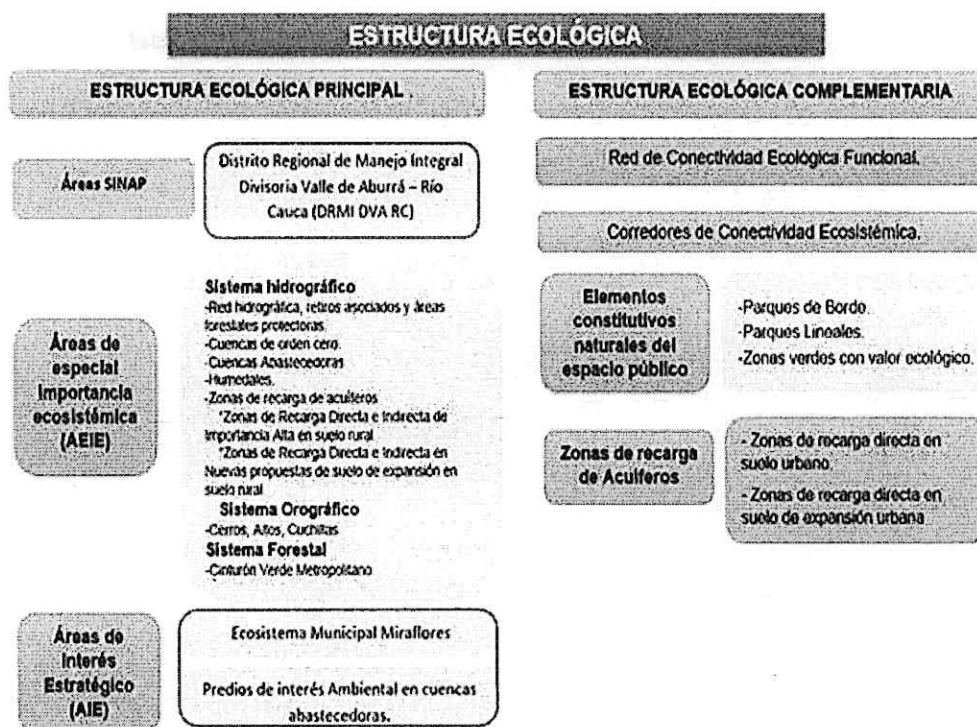 ESTRUCTURA ECOLÓGICA
ESTRUCTURA ECOLÓGICA PRINCIPAL .
Áreas SINAP
Distrito Regional de Manejo Integral
Divisoria Valle de Aburrá – Río
Cauca (DRMI DVA RC)
Áreas de
especial
importancia
ecosistémica
(AEIE)
Sistema hidrográfico
-Red hidrográfica, retiros asociados y áreas
forestales protectoras.
-Cuencas de orden cero.
-Cuencas Abastecedoras
-Humedales.
-Zonas de recarga de acuíferos
*Zonas de Recarga Directa e Indirecta de
Importancia Alta en suelo rural
*Zonas de Recarga Directa e Indirecta en
Nuevas propuestas de suelo de expansión en
suelo rural
Sistema Orográfico
-Cerros, Altos, Cuchillas
Sistema Forestal
-Cinturón Verde Metropolitano
Áreas de
Interés
Estratégico
(AIE)
Ecosistema Municipal Miraflores
Predios de interés Ambiental en cuencas
abastecedoras.
ESTRUCTURA ECOLÓGICA COMPLEMENTARIA
Red de Conectividad Ecológica Funcional.
Corredores de Conectividad Ecosistémica.
Elementos
constitutivos
naturales del
espacio público
-Parques de Borde.
-Parques Lineales.
-Zonas verdes con valor ecológico.
Zonas de recarga
de Acuíferos
- Zonas de recarga directa en
suelo urbano
- Zonas de recarga directa en
suelo de expansión urbana